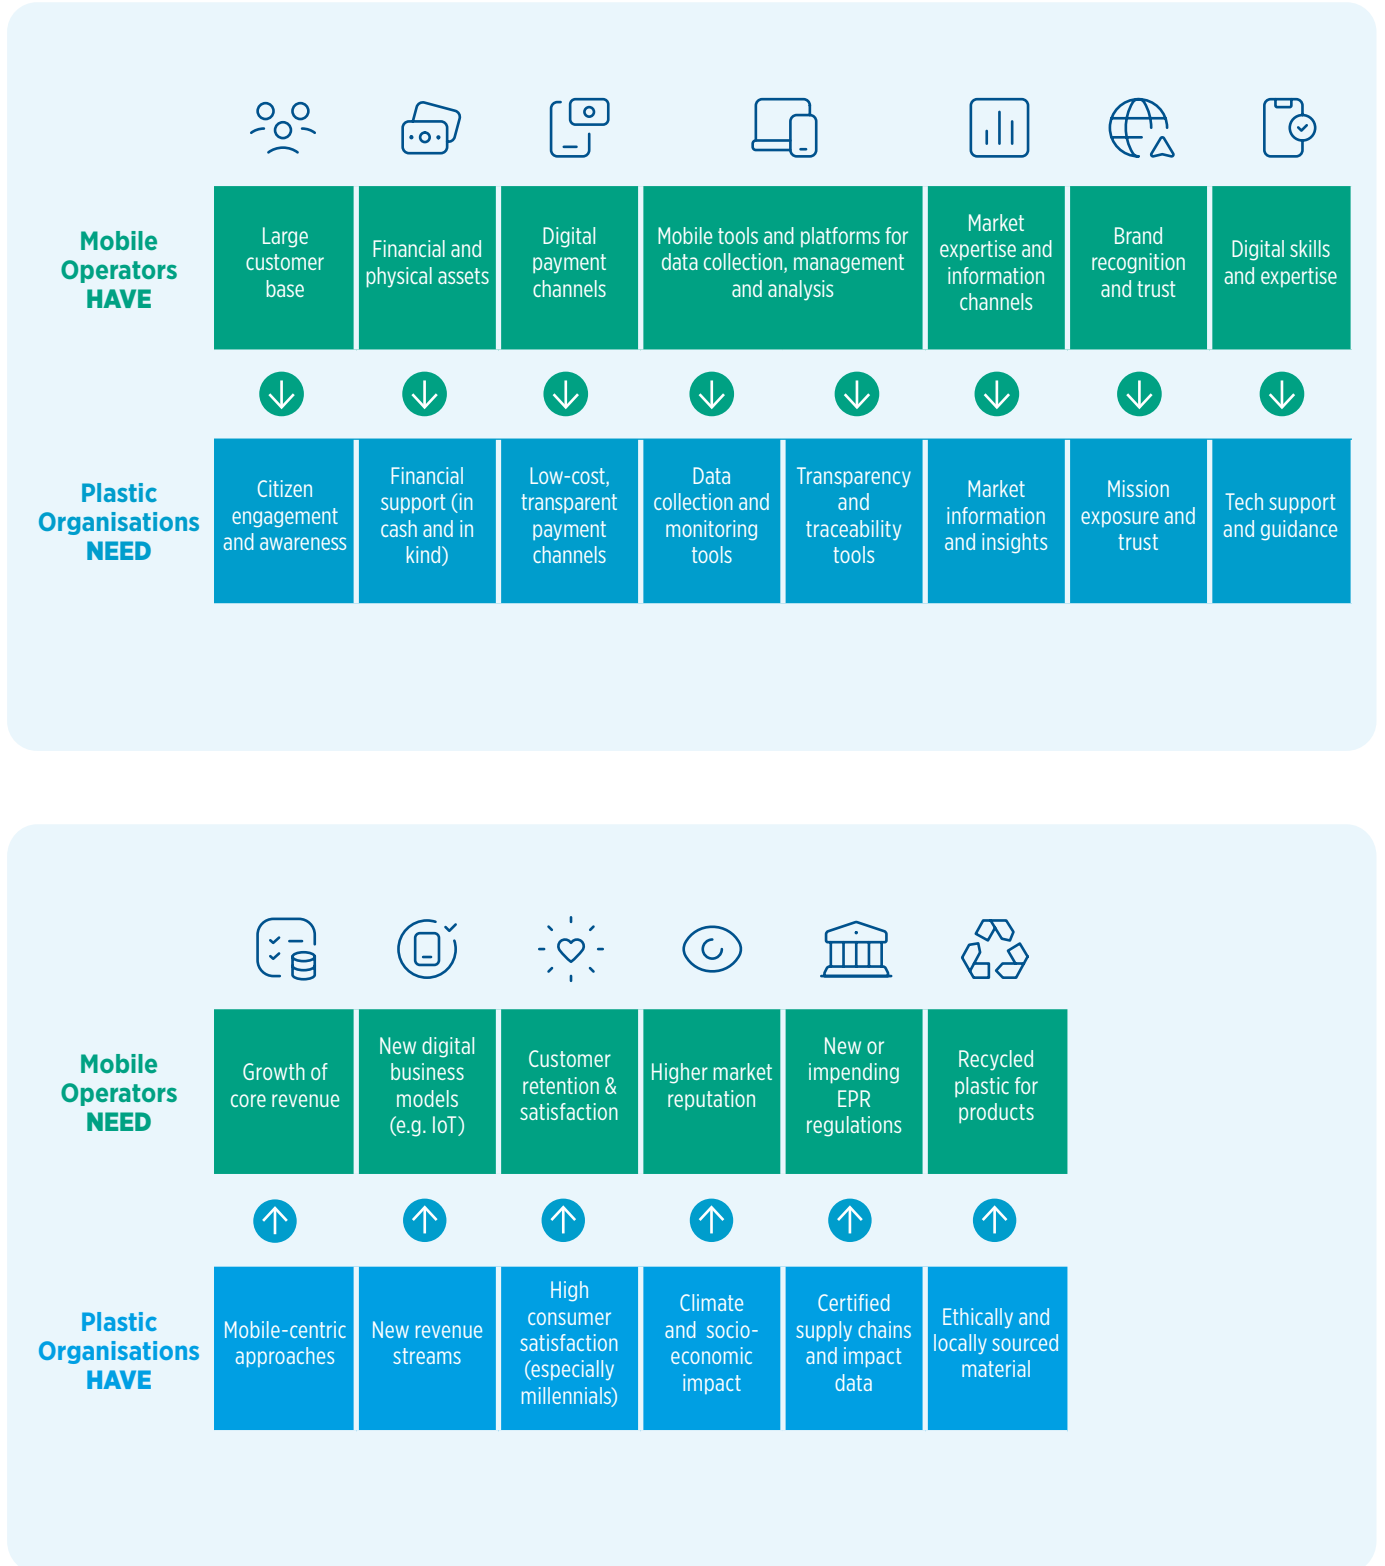 Mobile
Operators
HAVE
Large
customer
base
Financial and
physical assets
Digital
payment
channels
Mobile tools and platforms for
data collection, management
and analysis
Market
expertise and
information
channels
Brand
recognition
and trust
Digital skills
and expertise
Plastic
Organisations
NEED
Citizen
engagement
and awareness
Financial
support (in
cash and in
kind)
Low-cost,
transparent
payment
channels
Data
collection and
monitoring
tools
Transparency
and
traceability
tools
Market
information
and insights
Mission
exposure and
trust
Tech support
and guidance
Mobile
Operators
NEED
Growth of
core revenue
New digital
business
models
(e.g. IoT)
Customer
retention &
satisfaction
Higher market
reputation
New or
impending
EPR
regulations
Recycled
plastic for
products
Plastic
Organisations
HAVE
Mobile-centric
approaches
New revenue
streams
High
consumer
satisfaction
(especially
millennials)
Climate
and socio-
economic
impact
Certified
supply chains
and impact
data
Ethically and
locally sourced
material